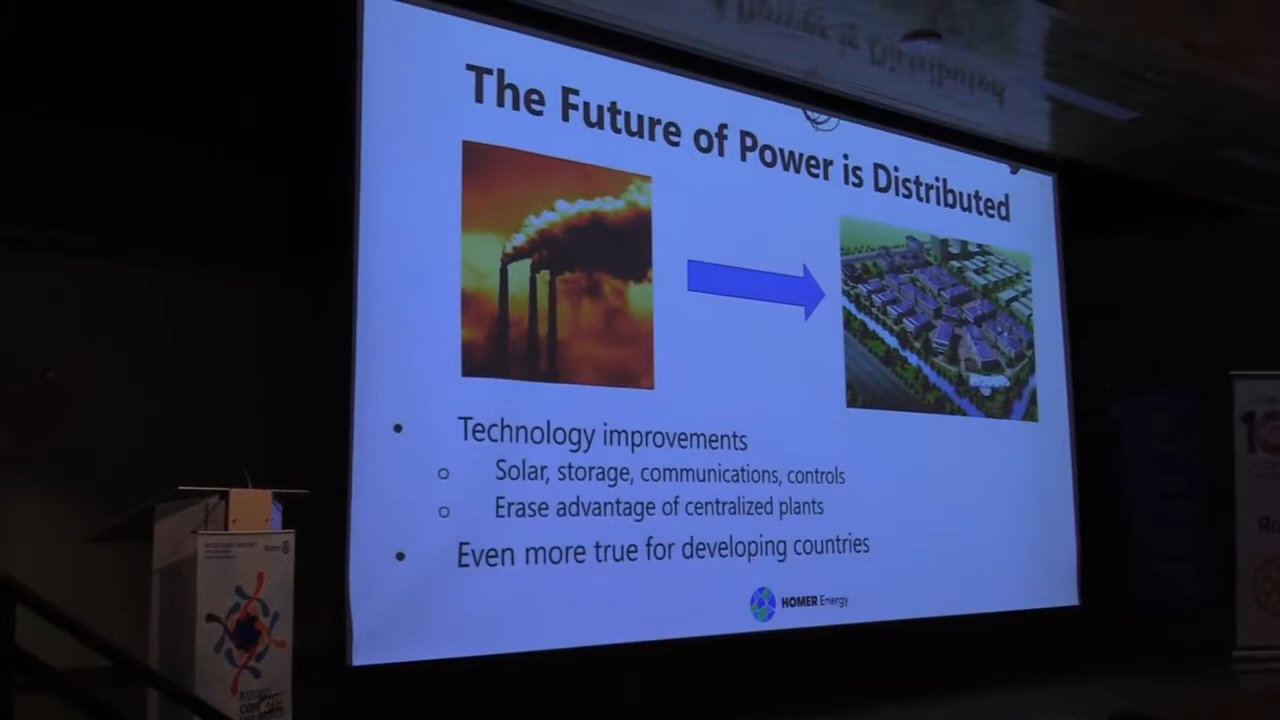 The Future of Power is Distributed
• Technology improvements
o Solar, storage, communications, controls
o Erase advantage of centralized plants
• Even more true for developing countries
HOMER Energy
Rotary